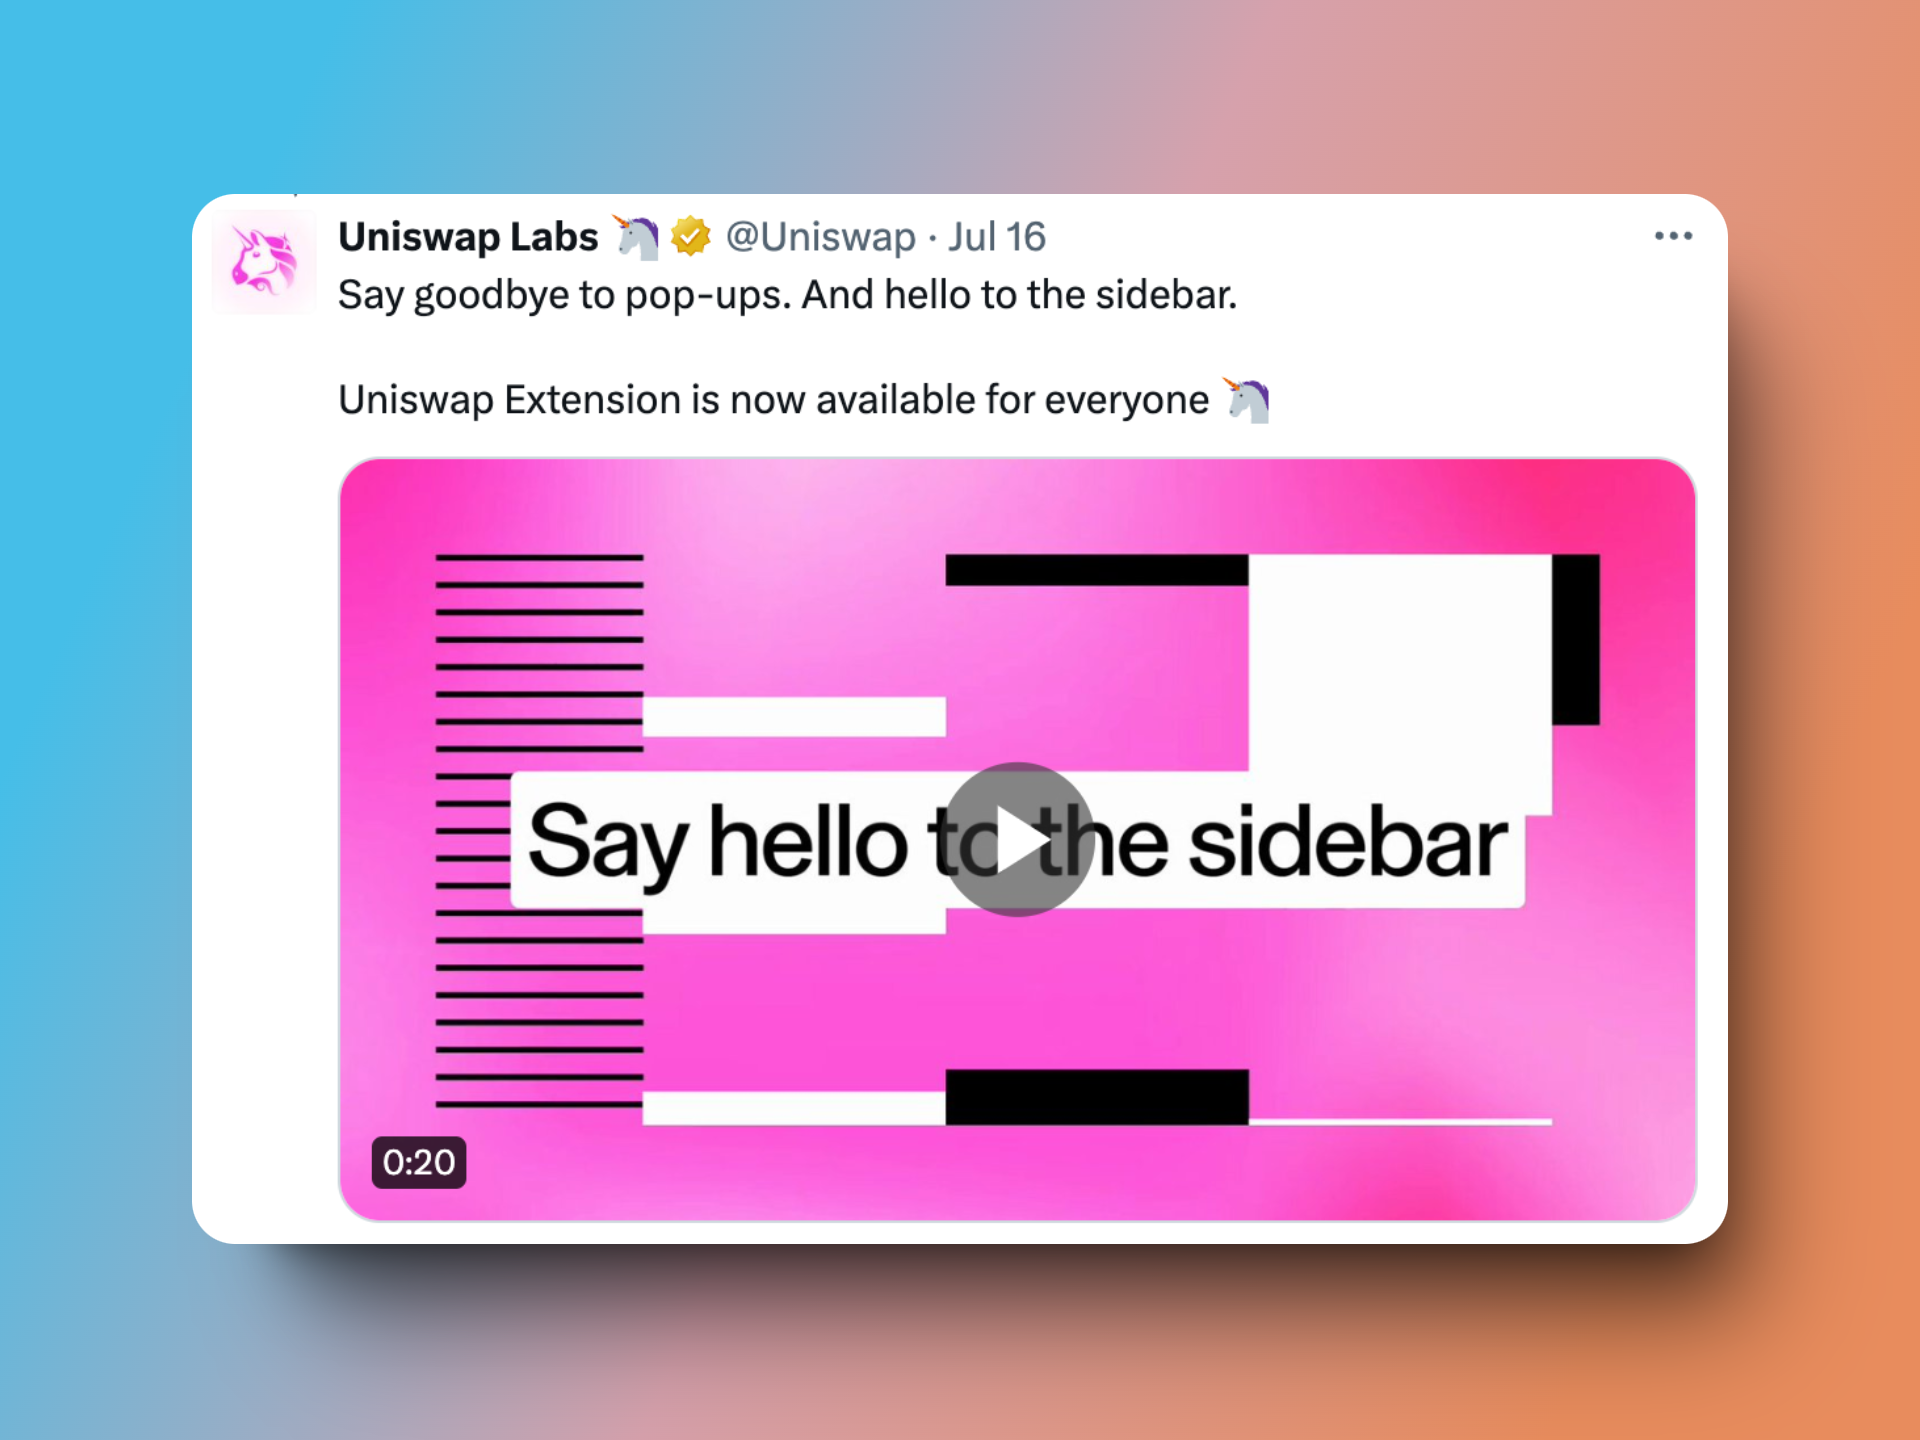 Uniswap Labs 🦄 @Uniswap · Jul 16
Say goodbye to pop-ups. And hello to the sidebar.
Uniswap Extension is now available for everyone 🦄
Say hello to the sidebar
0:20